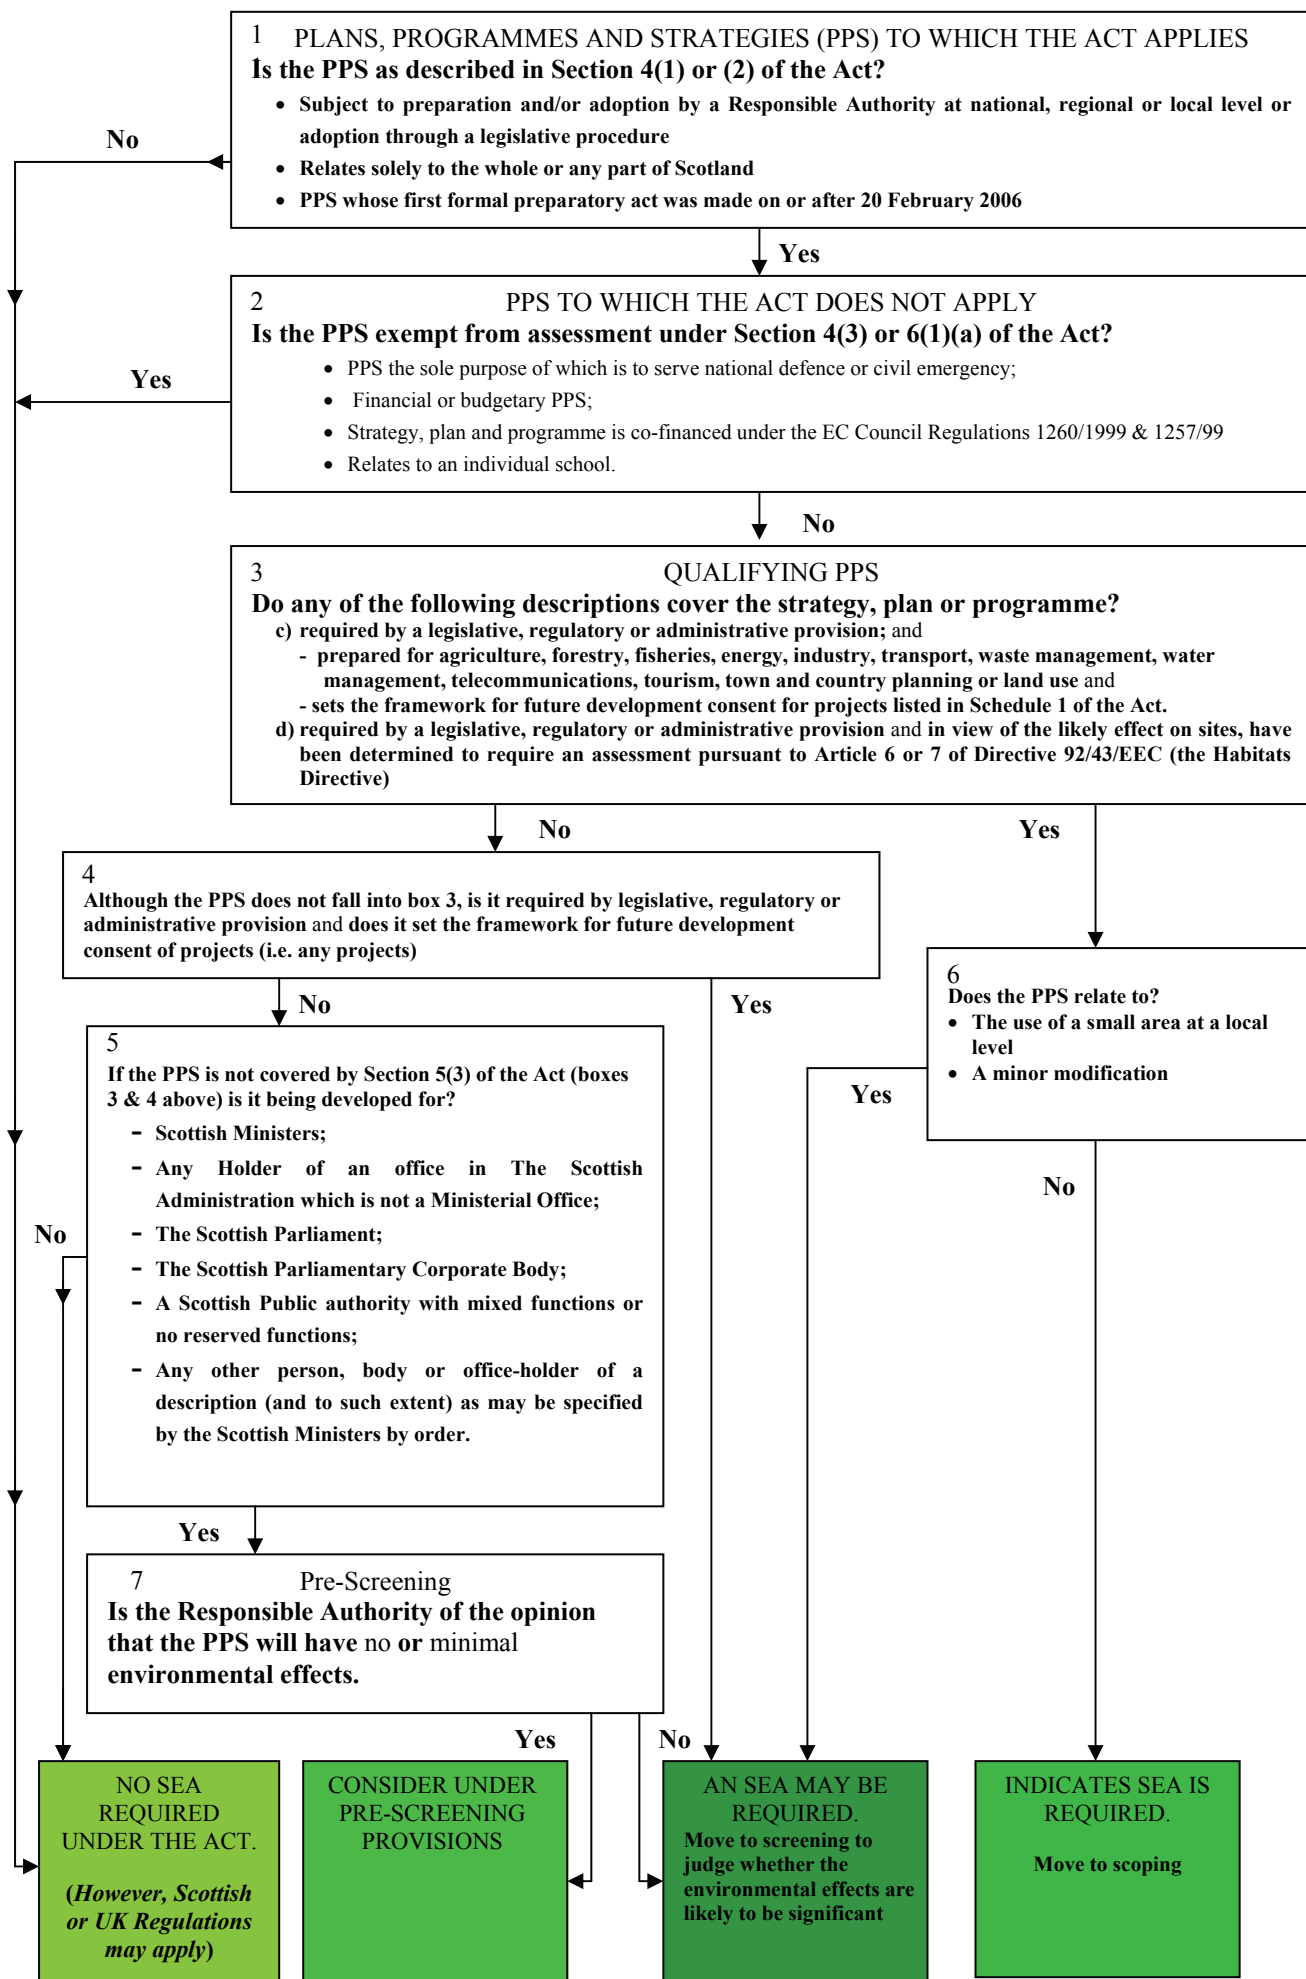 1 PLANS, PROGRAMMES AND STRATEGIES (PPS) TO WHICH THE ACT APPLIES
Is the PPS as described in Section 4(1) or (2) of the Act?
• Subject to preparation and/or adoption by a Responsible Authority at national, regional or local level or
adoption through a legislative procedure
• Relates solely to the whole or any part of Scotland
• PPS whose first formal preparatory act was made on or after 20 February 2006
No
Yes
2 PPS TO WHICH THE ACT DOES NOT APPLY
Is the PPS exempt from assessment under Section 4(3) or 6(1)(a) of the Act?
• PPS the sole purpose of which is to serve national defence or civil emergency;
• Financial or budgetary PPS;
• Strategy, plan and programme is co-financed under the EC Council Regulations 1260/1999 & 1257/99
• Relates to an individual school.
Yes
No
3 QUALIFYING PPS
Do any of the following descriptions cover the strategy, plan or programme?
c) required by a legislative, regulatory or administrative provision; and
- prepared for agriculture, forestry, fisheries, energy, industry, transport, waste management, water
management, telecommunications, tourism, town and country planning or land use and
- sets the framework for future development consent for projects listed in Schedule 1 of the Act.
d) required by a legislative, regulatory or administrative provision and in view of the likely effect on sites, have
been determined to require an assessment pursuant to Article 6 or 7 of Directive 92/43/EEC (the Habitats
Directive)
No
Yes
4
Although the PPS does not fall into box 3, is it required by legislative, regulatory or
administrative provision and does it set the framework for future development
consent of projects (i.e. any projects)
No
Yes
6
Does the PPS relate to?
• The use of a small area at a local
level
• A minor modification
Yes
No
5
If the PPS is not covered by Section 5(3) of the Act (boxes
3 & 4 above) is it being developed for?
- Scottish Ministers;
- Any Holder of an office in The Scottish
Administration which is not a Ministerial Office;
- The Scottish Parliament;
- The Scottish Parliamentary Corporate Body;
- A Scottish Public authority with mixed functions or
no reserved functions;
- Any other person, body or office-holder of a
description (and to such extent) as may be specified
by the Scottish Ministers by order.
No
Yes
7 Pre-Screening
Is the Responsible Authority of the opinion
that the PPS will have no or minimal
environmental effects.
Yes
No
NO SEA
REQUIRED
UNDER THE ACT.
(However, Scottish
or UK Regulations
may apply)
CONSIDER UNDER
PRE-SCREENING
PROVISIONS
AN SEA MAY BE
REQUIRED.
Move to screening to
judge whether the
environmental effects are
likely to be significant
INDICATES SEA IS
REQUIRED.
Move to scoping